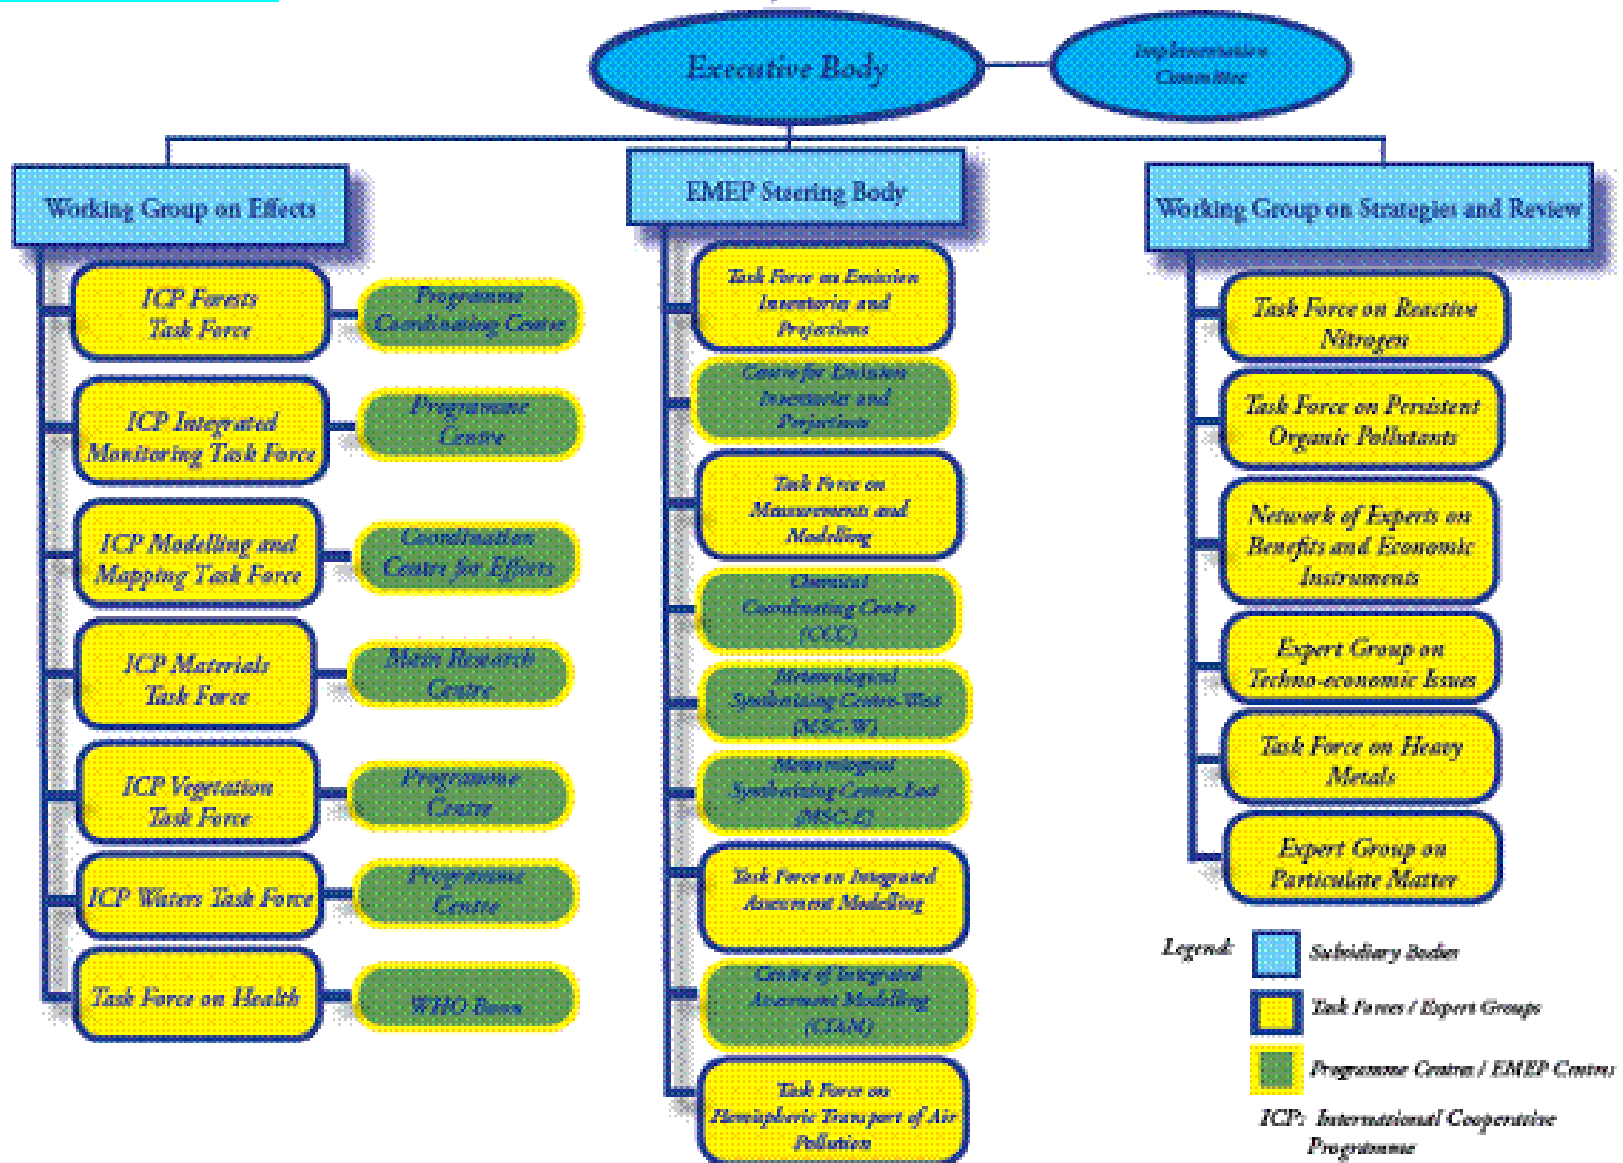 Executive Body
Implementation
Committee
Working Group on Effects
ICP Forests
Task Force
Programme
Coordinating Centre
ICP Integrated
Monitoring Task Force
Programme
Centre
ICP Modelling and
Mapping Task Force
Coordination
Centre for Effects
ICP Materials
Task Force
Main Research
Centre
ICP Vegetation
Task Force
Programme
Centre
ICP Waters Task Force
Programme
Centre
Task Force on Health
WHO Bonn
EMEP Steering Body
Task Force on Emission
Inventories and
Projections
Centre for Emission
Inventories and
Projections
Task Force on
Measurements and
Modelling
Chemical
Coordinating Centre
(CCC)
Meteorological
Synthesizing Centre-West
(MSC-W)
Meteorological
Synthesizing Centre-East
(MSC-E)
Task Force on Integrated
Assessment Modelling
Centre of Integrated
Assessment Modelling
(CIAM)
Task Force on
Hemispheric Transport of Air
Pollution
Working Group on Strategies and Review
Task Force on Reactive
Nitrogen
Task Force on Persistent
Organic Pollutants
Network of Experts on
Benefits and Economic
Instruments
Expert Group on
Techno-economic Issues
Task Force on Heavy
Metals
Expert Group on
Particulate Matter
Legend:
Subsidiary Bodies
Task Forces / Expert Groups
Programme Centres / EMEP Centres
ICP: International Cooperative
Programme